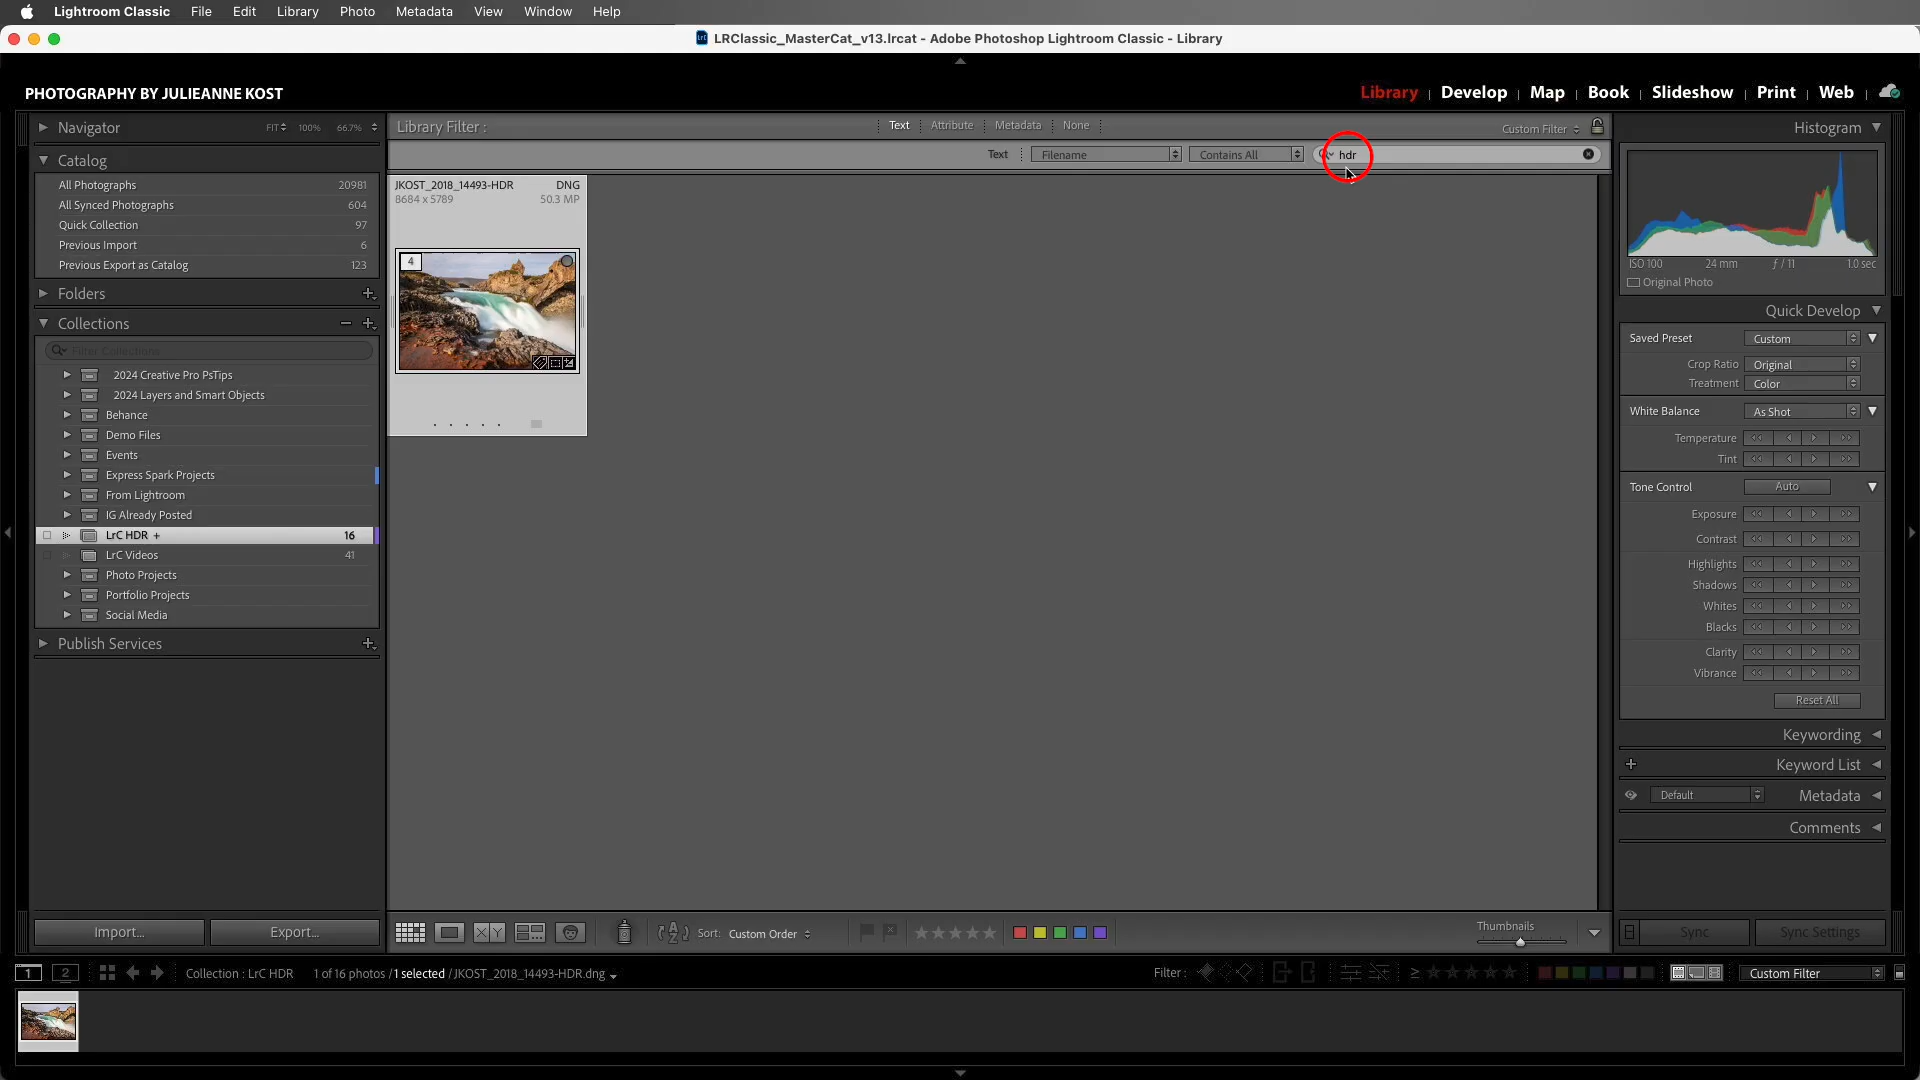 Lightroom Classic File Edit Library Photo Metadata View Window Help
LRClassic_MasterCat_v13.lrcat - Adobe Photoshop Lightroom Classic - Library
PHOTOGRAPHY BY JULIEANNE KOST
Library | Develop | Map | Book | Slideshow | Print | Web |
Navigator FIT 100% 66.7%
Catalog
All Photographs 20981
All Synced Photographs 604
Quick Collection 97
Previous Import 6
Previous Export as Catalog 123
Folders
Collections
Filter Collections
2024 Creative Pro PsTips
2024 Layers and Smart Objects
Behance
Demo Files
Events
Express Spark Projects
From Lightroom
IG Already Posted
LrC HDR + 16
LrC Videos 41
Photo Projects
Portfolio Projects
Social Media
Publish Services
Import... Export...
Library Filter : Text Attribute Metadata None Custom Filter
Text Filename Contains All hdr
JKOST_2018_14493-HDR DNG
8684 x 5789 50.3 MP
4
Sort: Custom Order
Thumbnails
Histogram
ISO 100 24 mm ƒ / 11 1.0 sec
Original Photo
Quick Develop
Saved Preset Custom
Crop Ratio Original
Treatment Color
White Balance As Shot
Temperature
Tint
Tone Control Auto
Exposure
Contrast
Highlights
Shadows
Whites
Blacks
Clarity
Vibrance
Reset All
Keywording
Keyword List
Default Metadata
Comments
Sync Sync Settings
1 2 Collection : LrC HDR 1 of 16 photos / 1 selected / JKOST_2018_14493-HDR.dng Filter : ≥ Custom Filter